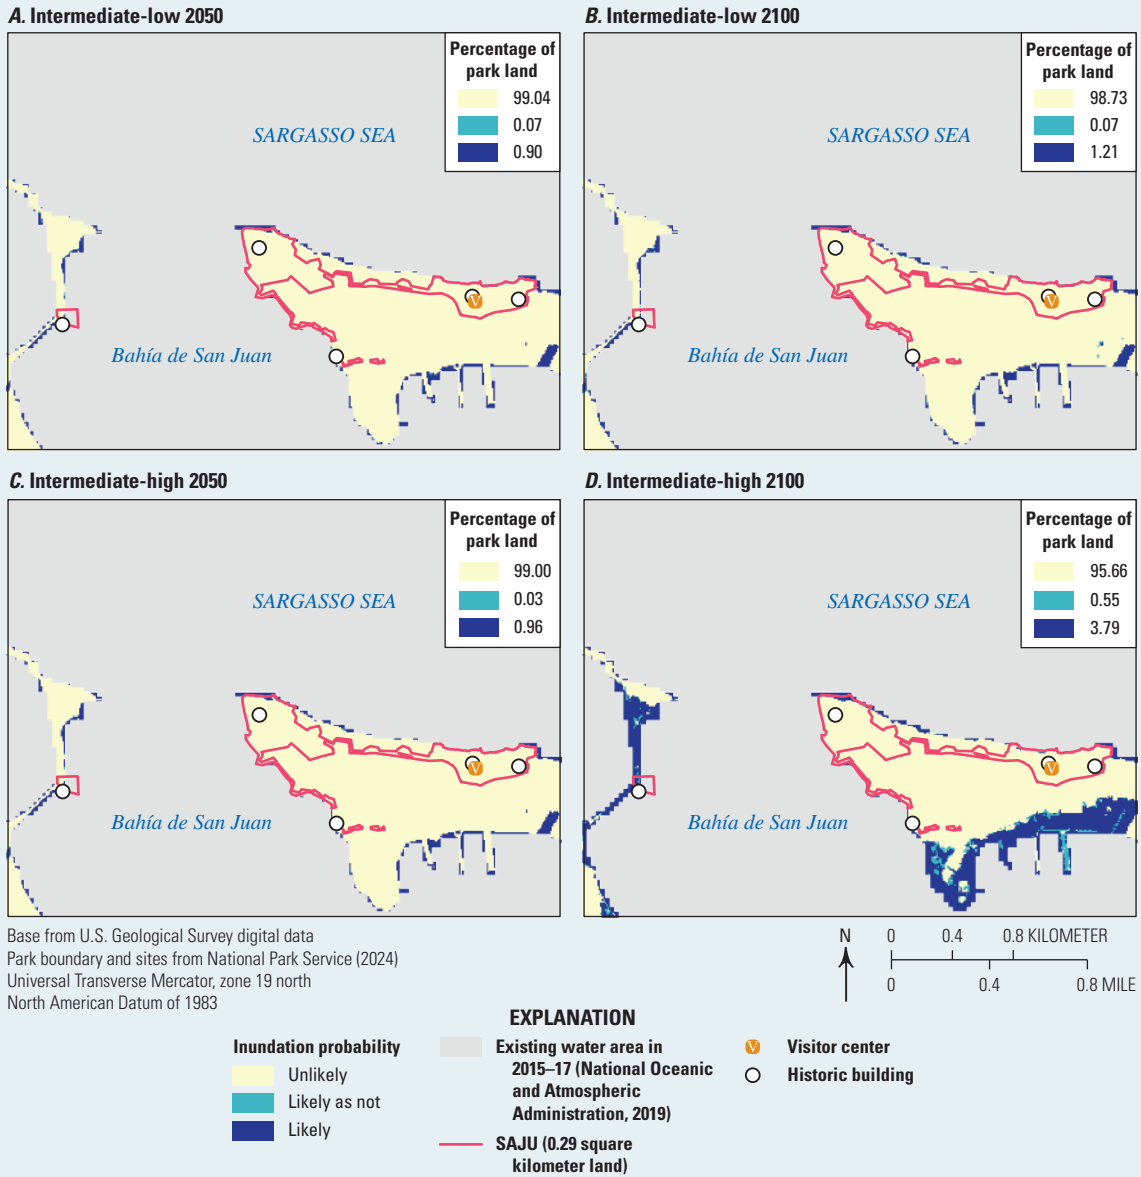 A. Intermediate-low 2050
Percentage of
park land
99.04
0.07
0.90
SARGASSO SEA
Bahía de San Juan
V
B. Intermediate-low 2100
Percentage of
park land
98.73
0.07
1.21
SARGASSO SEA
Bahía de San Juan
V
C. Intermediate-high 2050
Percentage of
park land
99.00
0.03
0.96
SARGASSO SEA
Bahía de San Juan
V
D. Intermediate-high 2100
Percentage of
park land
95.66
0.55
3.79
SARGASSO SEA
Bahía de San Juan
V
Base from U.S. Geological Survey digital data
Park boundary and sites from National Park Service (2024)
Universal Transverse Mercator, zone 19 north
North American Datum of 1983
N
0 0.4 0.8 KILOMETER
0 0.4 0.8 MILE
EXPLANATION
Inundation probability
Unlikely
Likely as not
Likely
Existing water area in
2015–17 (National Oceanic
and Atmospheric
Administration, 2019)
SAJU (0.29 square
kilometer land)
V Visitor center
Historic building